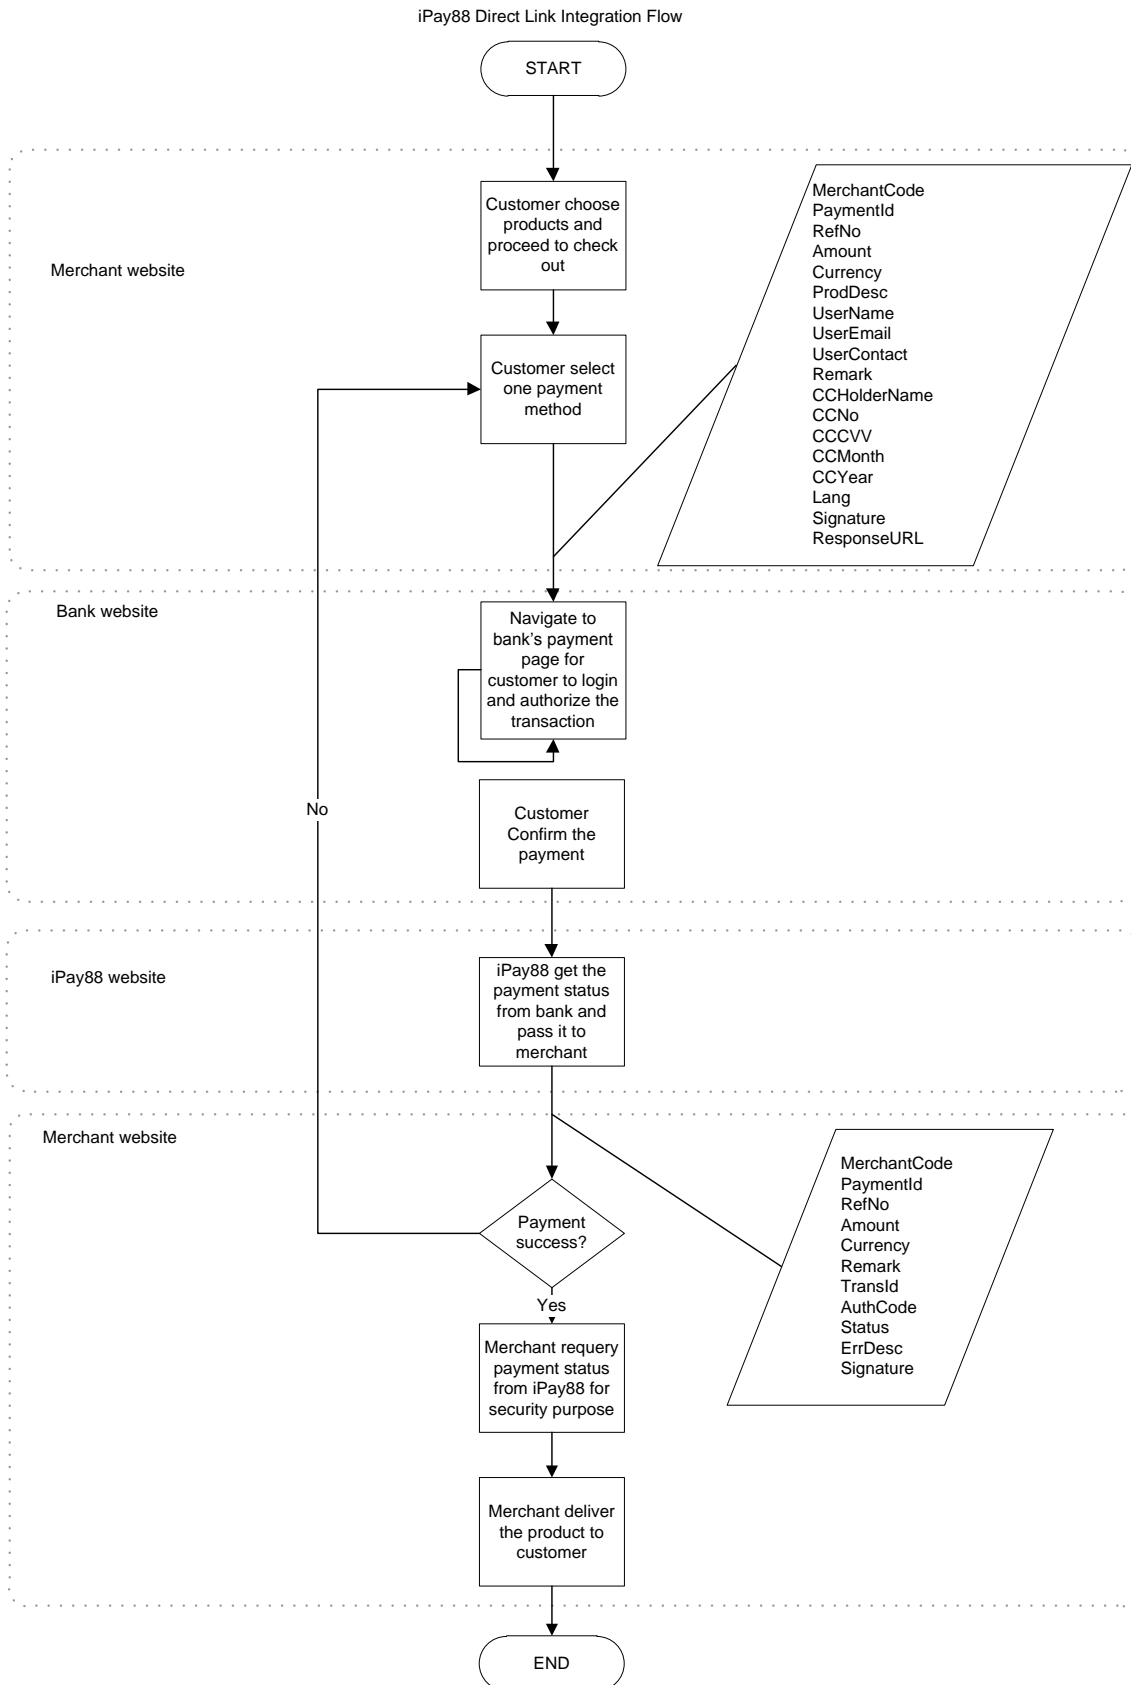 iPay88 Direct Link Integration Flow
START
Merchant website
Customer choose
products and
proceed to check
out
Customer select
one payment
method
MerchantCode
PaymentId
RefNo
Amount
Currency
ProdDesc
UserName
UserEmail
UserContact
Remark
CCHolderName
CCNo
CCCVV
CCMonth
CCYear
Lang
Signature
ResponseURL
Bank website
Navigate to
bank's payment
page for
customer to login
and authorize the
transaction
No
Customer
Confirm the
payment
iPay88 website
iPay88 get the
payment status
from bank and
pass it to
merchant
Merchant website
Payment
success?
MerchantCode
PaymentId
RefNo
Amount
Currency
Remark
TransId
AuthCode
Status
ErrDesc
Signature
Yes
Merchant requery
payment status
from iPay88 for
security purpose
Merchant deliver
the product to
customer
END